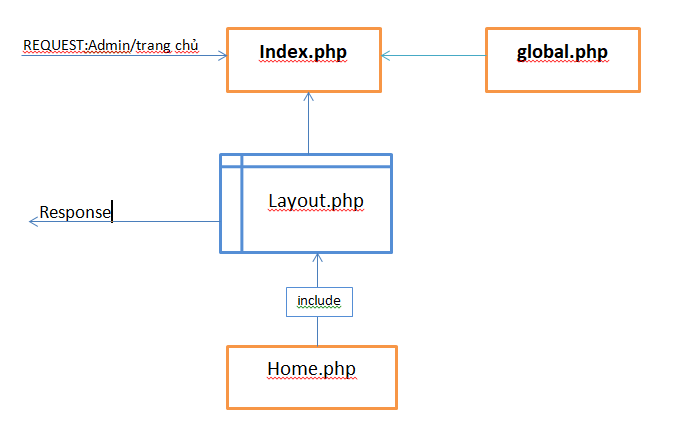 REQUEST:Admin/trang chủ
Index.php
global.php
Layout.php
Response
include
Home.php